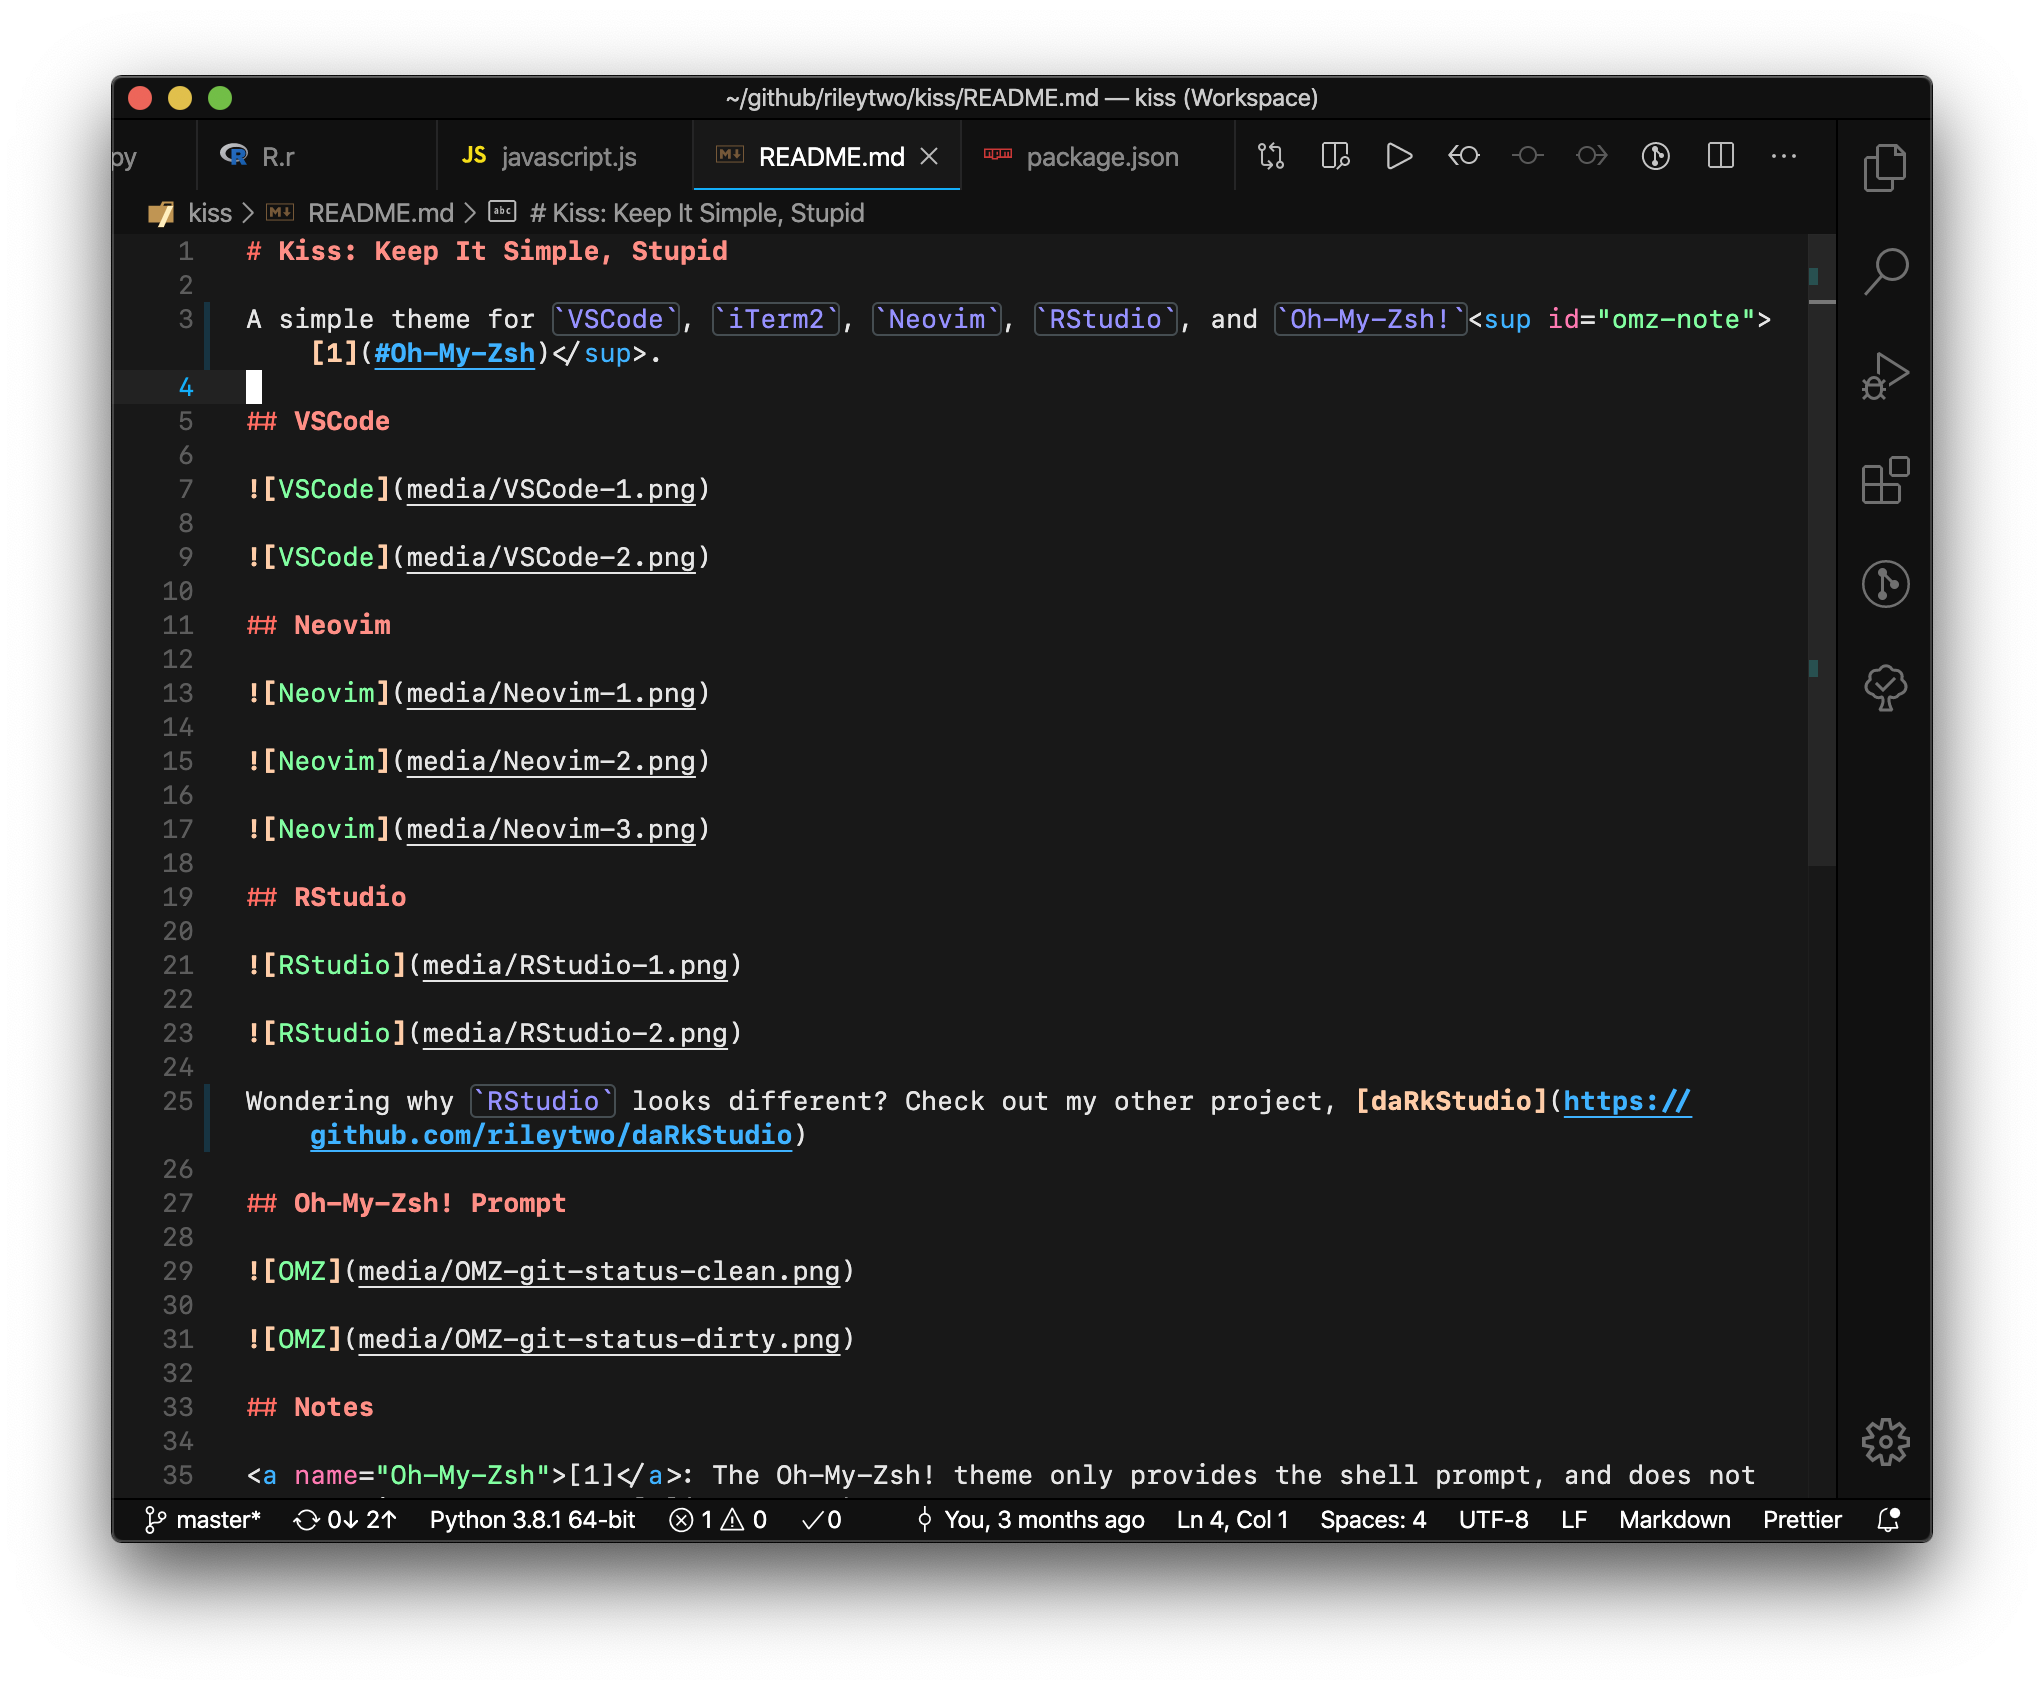 ~/github/rileytwo/kiss/README.md — kiss (Workspace)
py R.r JS javascript.js M↓ README.md package.json
kiss > M↓ README.md > abc # Kiss: Keep It Simple, Stupid
1 # Kiss: Keep It Simple, Stupid
2
3 A simple theme for `VSCode`, `iTerm2`, `Neovim`, `RStudio`, and `Oh-My-Zsh!`<sup id="omz-note">
[1](#Oh-My-Zsh)</sup>.
4
5 ## VSCode
6
7 ![VSCode](media/VSCode-1.png)
8
9 ![VSCode](media/VSCode-2.png)
10
11 ## Neovim
12
13 ![Neovim](media/Neovim-1.png)
14
15 ![Neovim](media/Neovim-2.png)
16
17 ![Neovim](media/Neovim-3.png)
18
19 ## RStudio
20
21 ![RStudio](media/RStudio-1.png)
22
23 ![RStudio](media/RStudio-2.png)
24
25 Wondering why `RStudio` looks different? Check out my other project, [daRkStudio](https://
github.com/rileytwo/daRkStudio)
26
27 ## Oh-My-Zsh! Prompt
28
29 ![OMZ](media/OMZ-git-status-clean.png)
30
31 ![OMZ](media/OMZ-git-status-dirty.png)
32
33 ## Notes
34
35 <a name="Oh-My-Zsh">[1]</a>: The Oh-My-Zsh! theme only provides the shell prompt, and does not
master* 0↓ 2↑ Python 3.8.1 64-bit 1 0 0 You, 3 months ago Ln 4, Col 1 Spaces: 4 UTF-8 LF Markdown Prettier